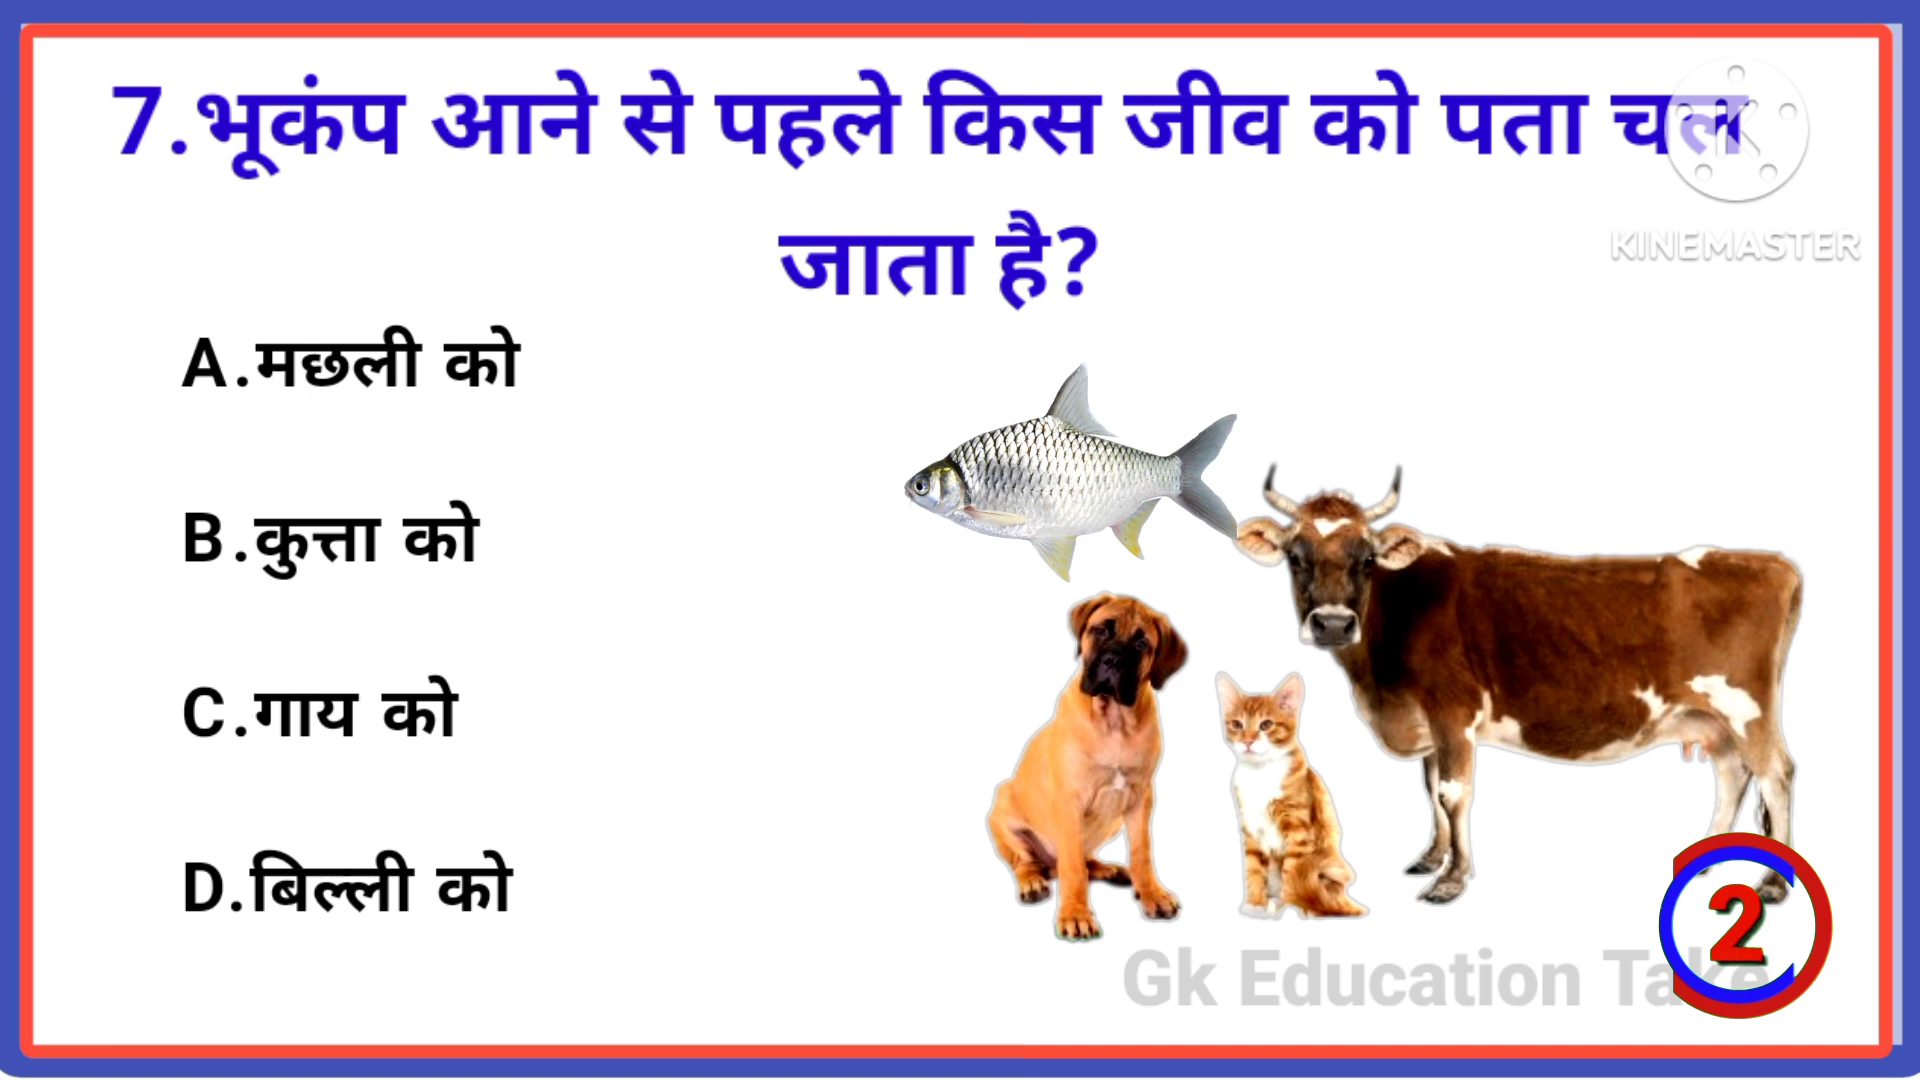 7.भूकंप आने से पहले किस जीव को पता चल
जाता है?
KINEMASTER
A.मछली को
B.कुत्ता को
C.गाय को
D.बिल्ली को
2
Gk Education Take